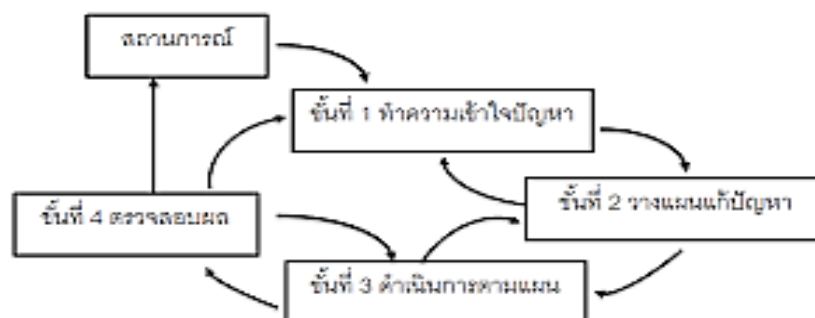 สถานการณ์
ขั้นที่ 1 ทำความเข้าใจปัญหา
ขั้นที่ 2 วางแผนแก้ปัญหา
ขั้นที่ 4 ตรวจสอบผล
ขั้นที่ 3 ดำเนินการตามแผน